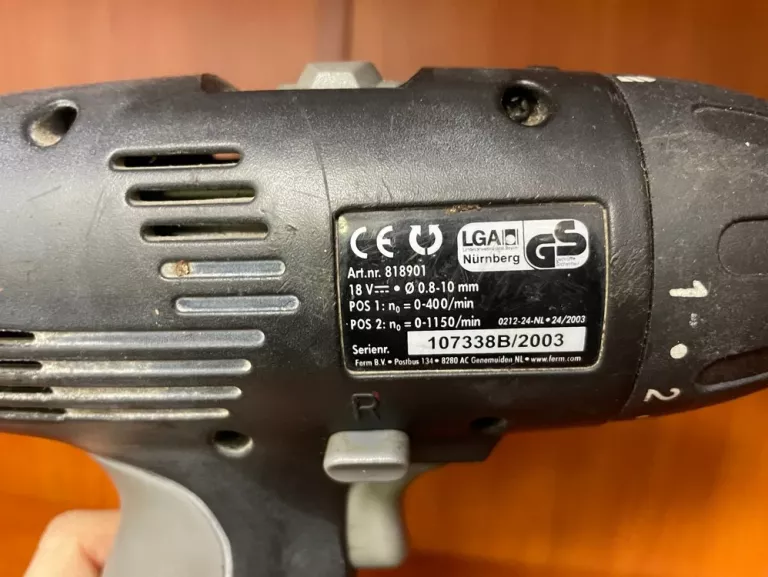 CE
LGA
Nürnberg
GS
Art.nr. 818901
18 V • Ø 0.8-10 mm
POS 1: n₀ = 0-400/min
POS 2: n₀ = 0-1150/min
0212-24-NL • 24/2003
Serienr. 107338B/2003
Ferm B.V. • Postbus 134 • 8280 AC Genemuiden NL • www.ferm.com
R
1
2